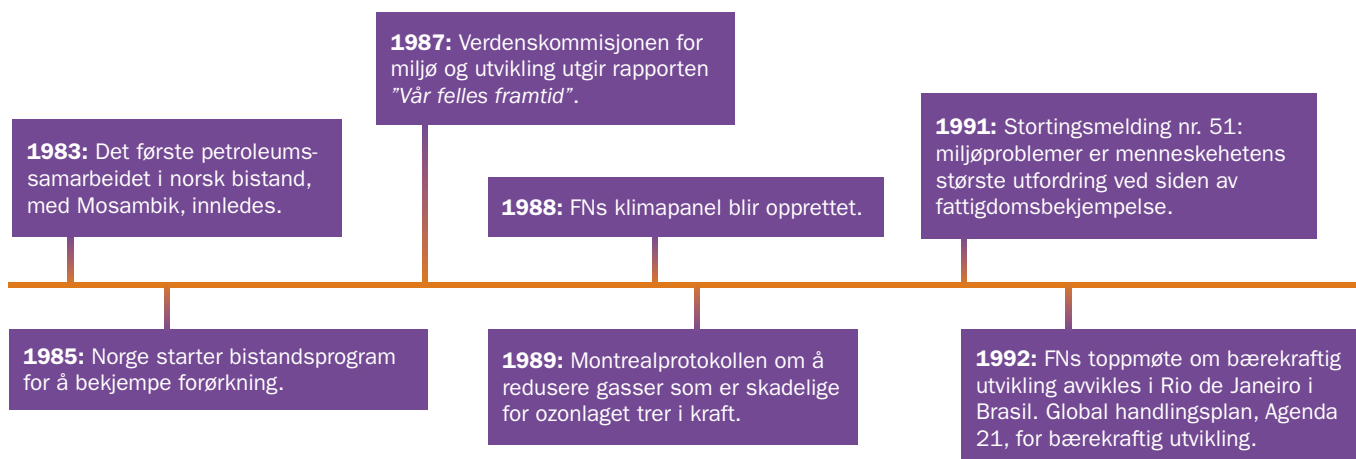 1983: Det første petroleums-
samarbeidet i norsk bistand,
med Mosambik, innledes.
1985: Norge starter bistandsprogram
for å bekjempe forørkning.
1987: Verdenskommisjonen for
miljø og utvikling utgir rapporten
”Vår felles framtid”.
1988: FNs klimapanel blir opprettet.
1989: Montrealprotokollen om å
redusere gasser som er skadelige
for ozonlaget trer i kraft.
1991: Stortingsmelding nr. 51:
miljøproblemer er menneskehetens
største utfordring ved siden av
fattigdomsbekjempelse.
1992: FNs toppmøte om bærekraftig
utvikling avvikles i Rio de Janeiro i
Brasil. Global handlingsplan, Agenda
21, for bærekraftig utvikling.